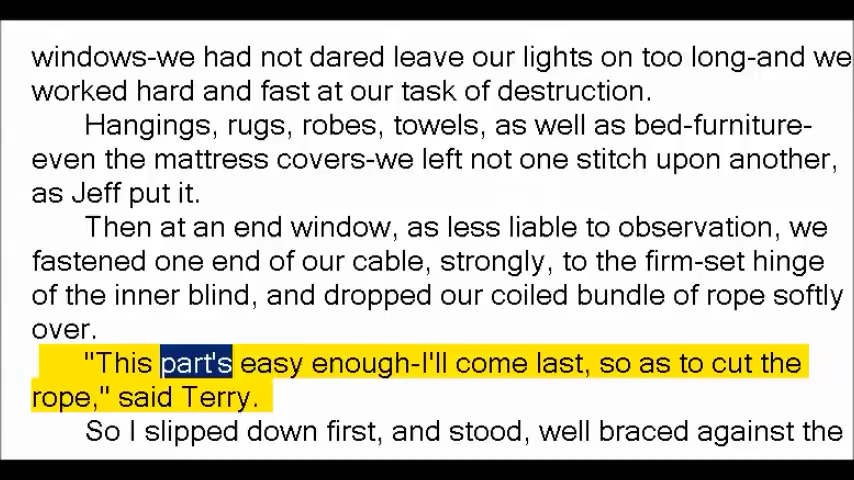 windows-we had not dared leave our lights on too long-and we
worked hard and fast at our task of destruction.
Hangings, rugs, robes, towels, as well as bed-furniture-
even the mattress covers-we left not one stitch upon another,
as Jeff put it.
Then at an end window, as less liable to observation, we
fastened one end of our cable, strongly, to the firm-set hinge
of the inner blind, and dropped our coiled bundle of rope softly
over.
"This part's easy enough-I'll come last, so as to cut the
rope," said Terry.
So I slipped down first, and stood, well braced against the